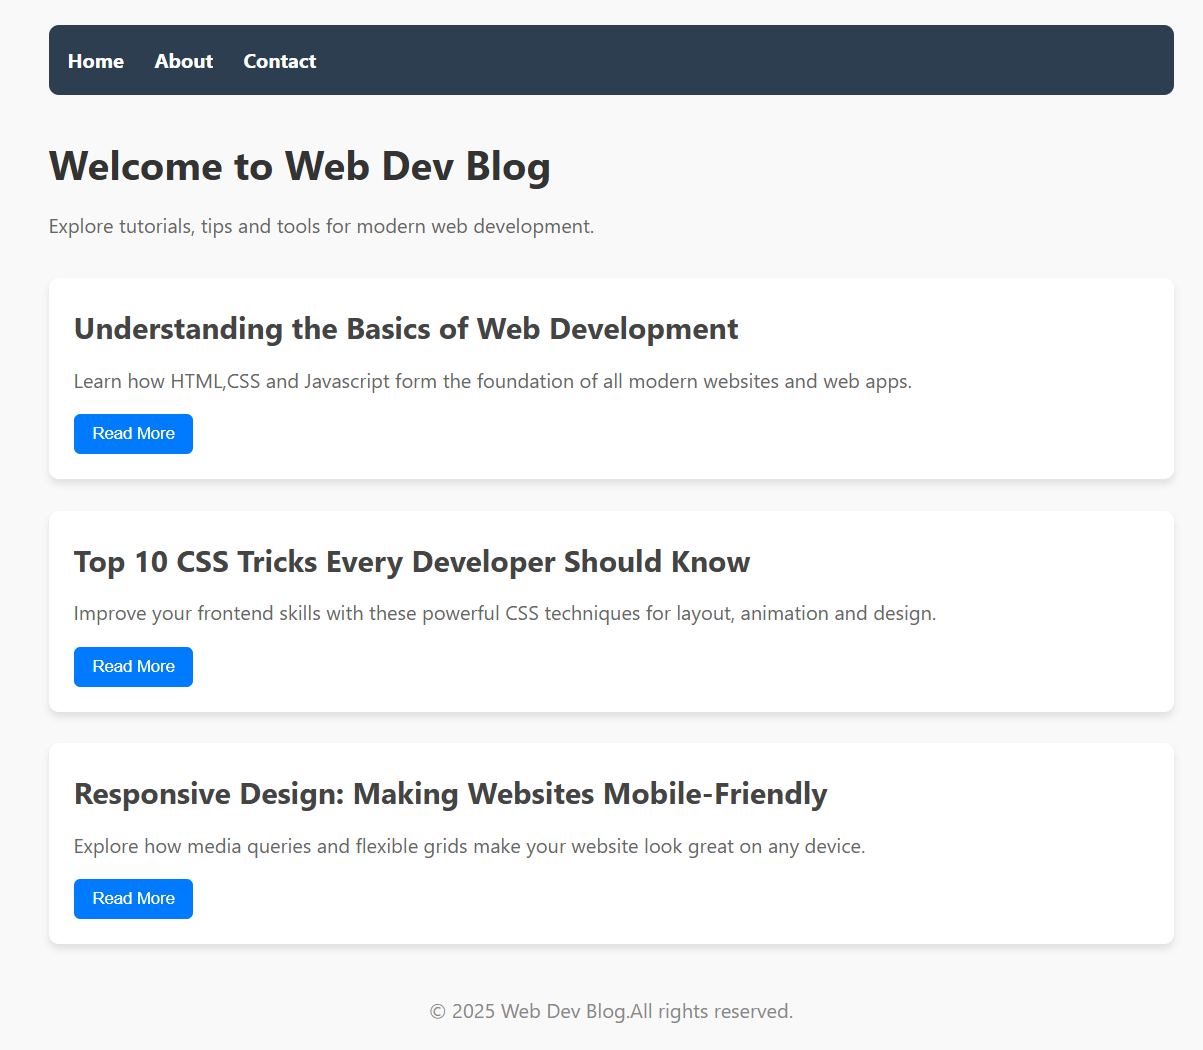 Home About Contact
Welcome to Web Dev Blog
Explore tutorials, tips and tools for modern web development.
Understanding the Basics of Web Development
Learn how HTML,CSS and Javascript form the foundation of all modern websites and web apps.
Read More
Top 10 CSS Tricks Every Developer Should Know
Improve your frontend skills with these powerful CSS techniques for layout, animation and design.
Read More
Responsive Design: Making Websites Mobile-Friendly
Explore how media queries and flexible grids make your website look great on any device.
Read More
© 2025 Web Dev Blog.All rights reserved.